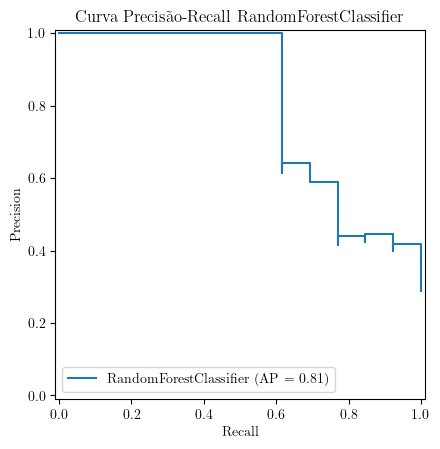 Curva Precisão-Recall RandomForestClassifier
1.0
0.8
0.6
0.4
0.2
0.0
Precision
RandomForestClassifier (AP = 0.81)
0.0 0.2 0.4 0.6 0.8 1.0
Recall